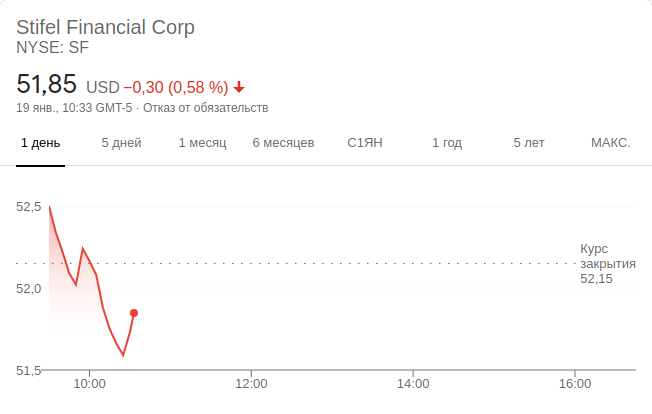 Stifel Financial Corp
NYSE: SF
51,85 USD −0,30 (0,58 %)
19 янв., 10:33 GMT-5 · Отказ от обязательств
1 день 5 дней 1 месяц 6 месяцев С1ЯН 1 год 5 лет МАКС.
52,5
Курс
закрытия
52,15
52,0
51,5
10:00 12:00 14:00 16:00